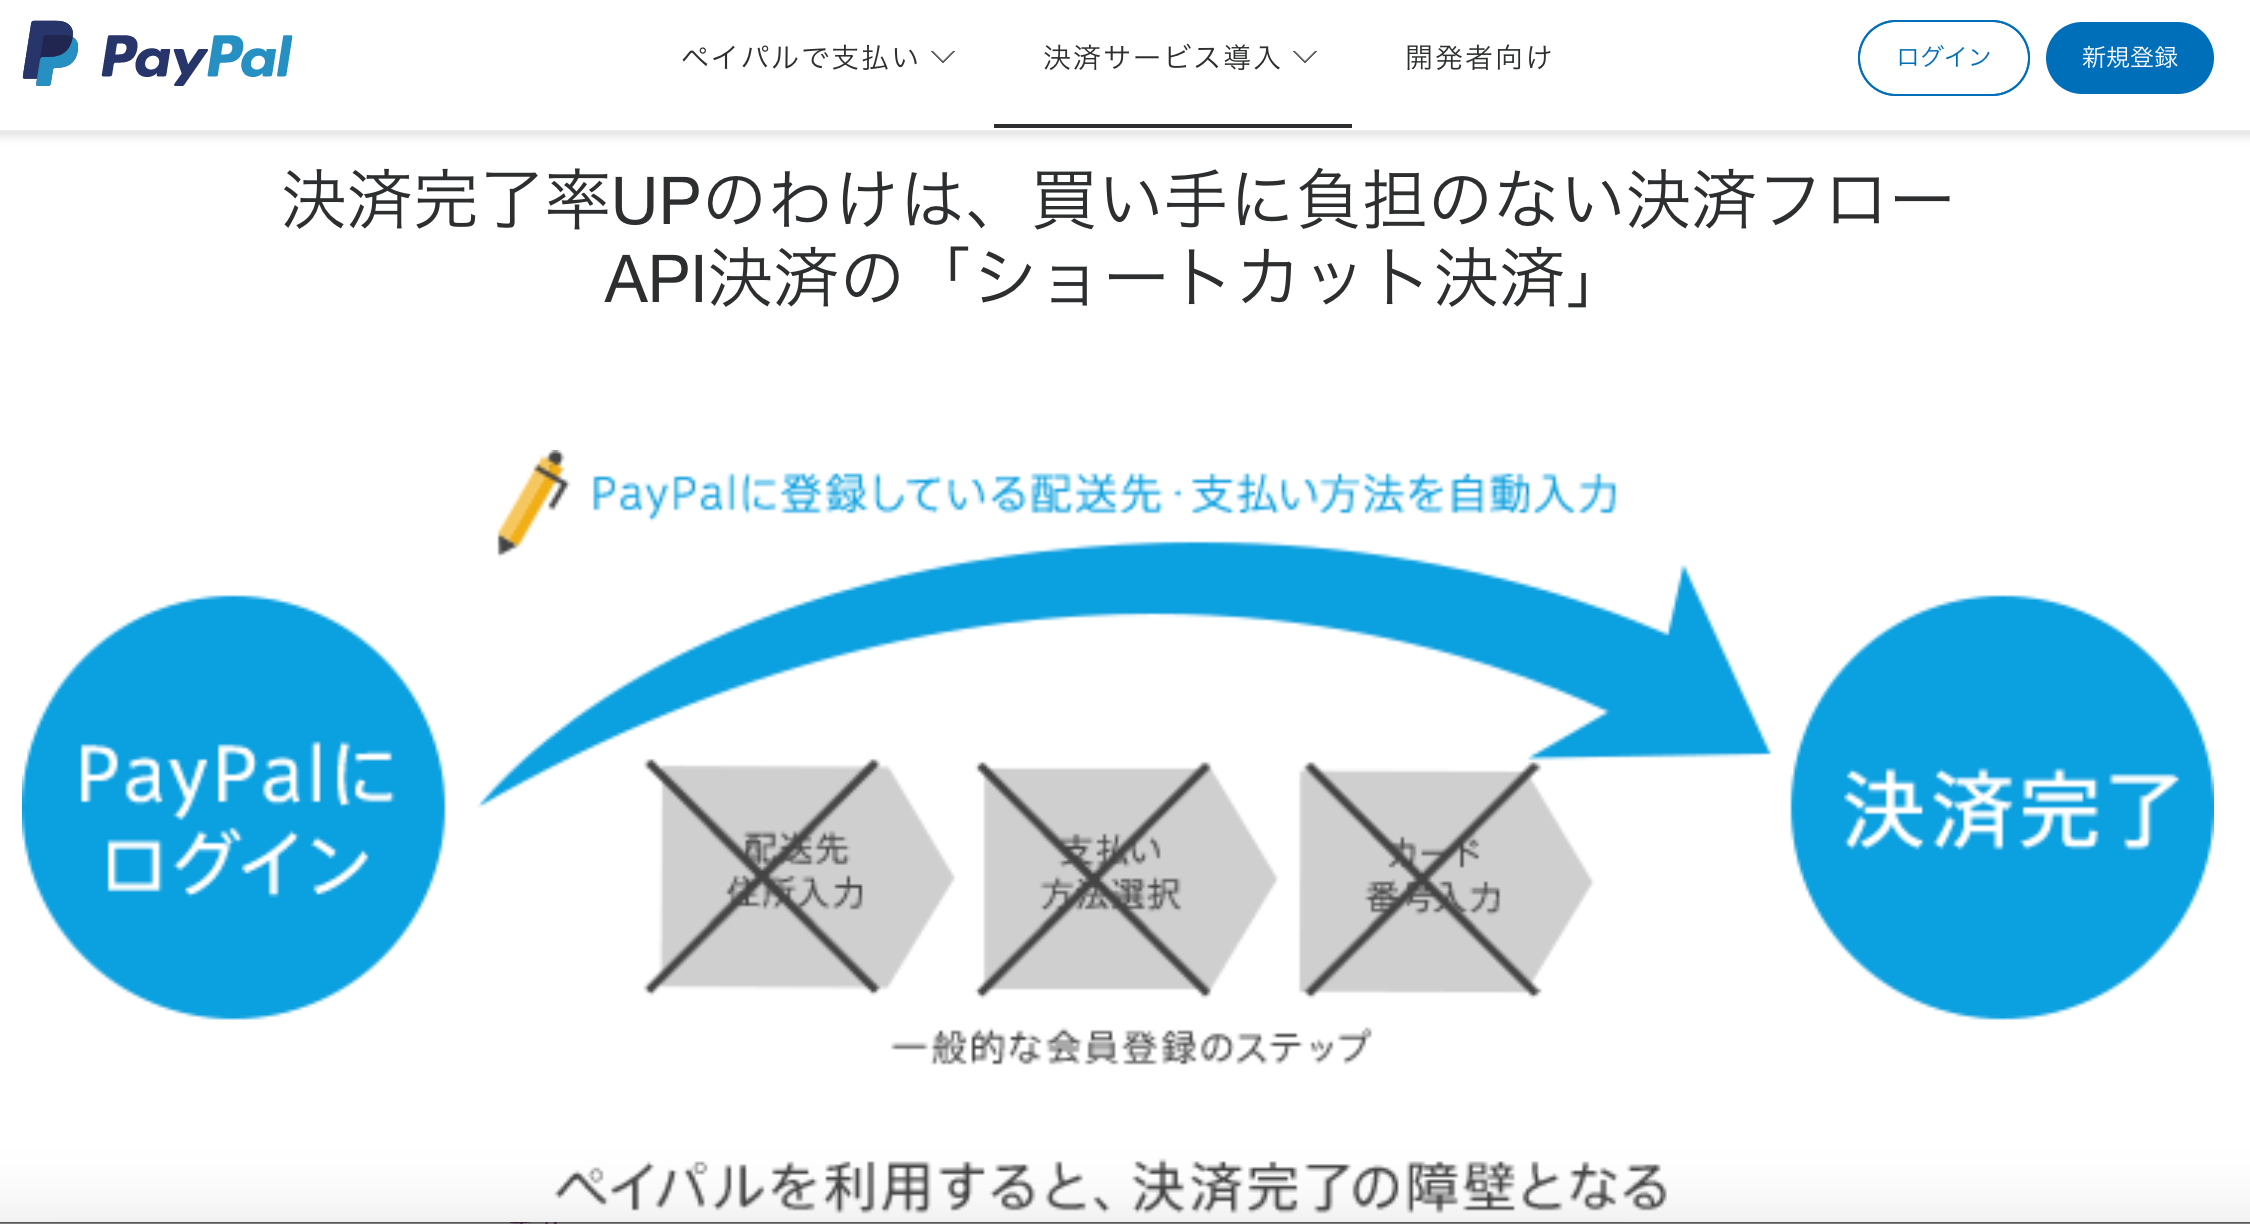 PayPal
ペイパルで支払い
決済サービス導入
開発者向け
ログイン
新規登録
決済完了率UPのわけは、買い手に負担のない決済フロー
API決済の「ショートカット決済」
PayPalに登録している配送先・支払い方法を自動入力
PayPalに
ログイン
配送先
住所入力
支払い
方法選択
カード
番号入力
決済完了
一般的な会員登録のステップ
ペイパルを利用すると、決済完了の障壁となる